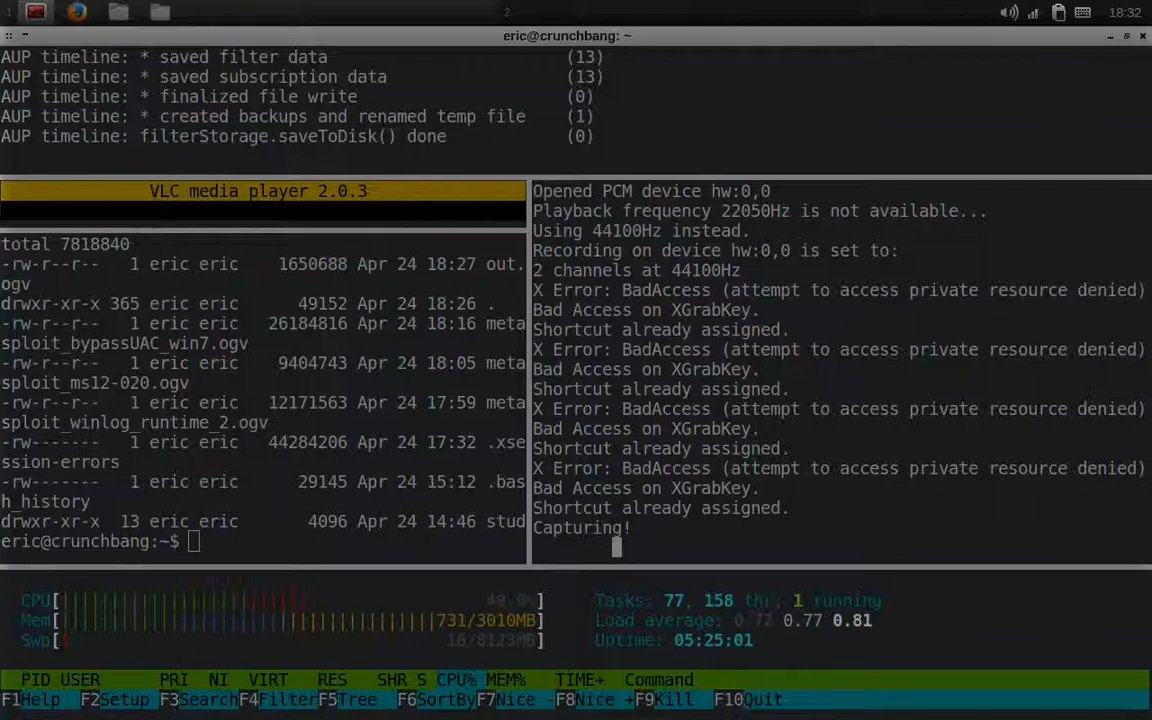 1
2
18:32
eric@crunchbang: ~
AUP timeline: * saved filter data (13)
AUP timeline: * saved subscription data (13)
AUP timeline: * finalized file write (0)
AUP timeline: * created backups and renamed temp file (1)
AUP timeline: filterStorage.saveToDisk() done (0)
VLC media player 2.0.3
total 7818840
-rw-r--r-- 1 eric eric 1650688 Apr 24 18:27 out.
ogv
drwxr-xr-x 365 eric eric 49152 Apr 24 18:26 .
-rw-r--r-- 1 eric eric 26184816 Apr 24 18:16 meta
sploit_bypassUAC_win7.ogv
-rw-r--r-- 1 eric eric 9404743 Apr 24 18:05 meta
sploit_ms12-020.ogv
-rw-r--r-- 1 eric eric 12171563 Apr 24 17:59 meta
sploit_winlog_runtime_2.ogv
-rw------- 1 eric eric 44284206 Apr 24 17:32 .xse
ssion-errors
-rw------- 1 eric eric 29145 Apr 24 15:12 .bas
h_history
drwxr-xr-x 13 eric eric 4096 Apr 24 14:46 stud
eric@crunchbang:~$
Opened PCM device hw:0,0
Playback frequency 22050Hz is not available...
Using 44100Hz instead.
Recording on device hw:0,0 is set to:
2 channels at 44100Hz
X Error: BadAccess (attempt to access private resource denied)
Bad Access on XGrabKey.
Shortcut already assigned.
X Error: BadAccess (attempt to access private resource denied)
Bad Access on XGrabKey.
Shortcut already assigned.
X Error: BadAccess (attempt to access private resource denied)
Bad Access on XGrabKey.
Shortcut already assigned.
X Error: BadAccess (attempt to access private resource denied)
Bad Access on XGrabKey.
Shortcut already assigned.
Capturing!
CPU[ 49.0%]
Mem[ 731/3010MB]
Swp[ 16/8123MB]
Tasks: 77, 158 thr; 1 running
Load average: 0.77 0.81
Uptime: 05:25:01
PID USER PRI NI VIRT RES SHR S CPU% MEM% TIME+ Command
F1Help F2Setup F3SearchF4FilterF5Tree F6SortByF7Nice -F8Nice +F9Kill F10Quit